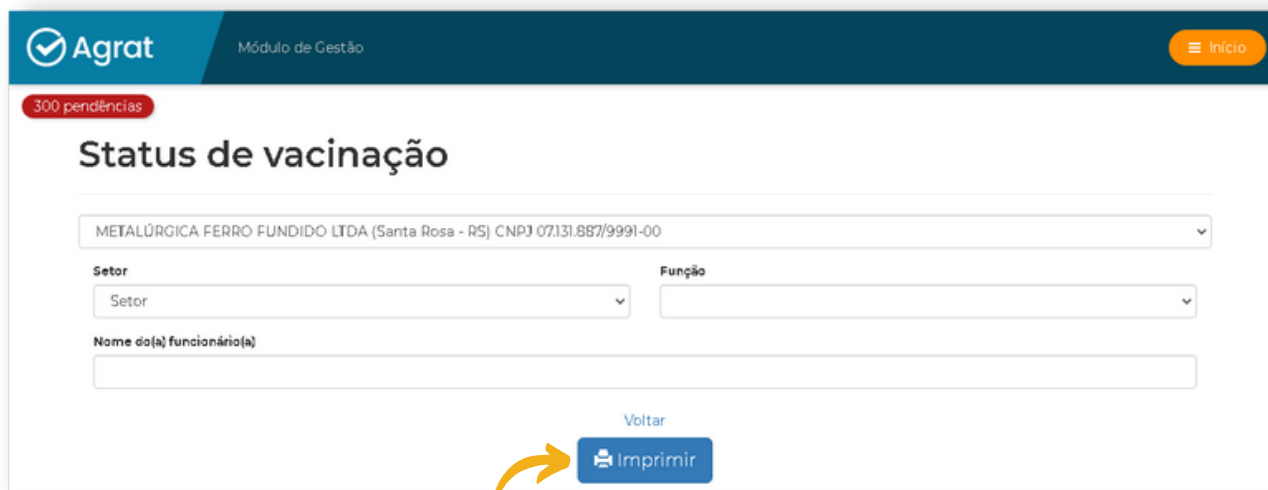 Agrat
Módulo de Gestão
Início
300 pendências
Status de vacinação
METALÚRGICA FERRO FUNDIDO LTDA (Santa Rosa - RS) CNPJ 07.131.887/9991-00
Setor
Função
Setor
Nome do(a) funcionário(a)
Voltar
Imprimir